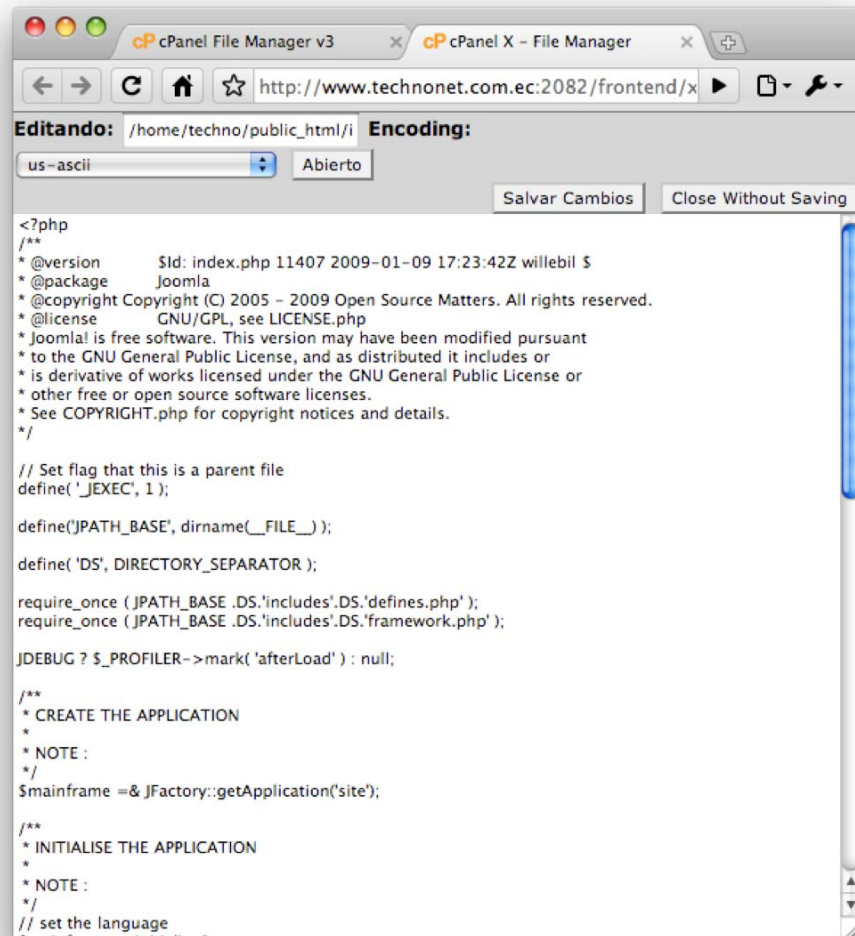 cP cPanel File Manager v3
cP cPanel X – File Manager
http://www.technonet.com.ec:2082/frontend/x
Editando: /home/techno/public_html/i Encoding:
us-ascii Abierto
Salvar Cambios Close Without Saving
<?php
/**
* @version $Id: index.php 11407 2009-01-09 17:23:42Z willebil $
* @package Joomla
* @copyright Copyright (C) 2005 – 2009 Open Source Matters. All rights reserved.
* @license GNU/GPL, see LICENSE.php
* Joomla! is free software. This version may have been modified pursuant
* to the GNU General Public License, and as distributed it includes or
* is derivative of works licensed under the GNU General Public License or
* other free or open source software licenses.
* See COPYRIGHT.php for copyright notices and details.
*/
// Set flag that this is a parent file
define( '_JEXEC', 1 );
define('JPATH_BASE', dirname(__FILE__) );
define( 'DS', DIRECTORY_SEPARATOR );
require_once ( JPATH_BASE .DS.'includes'.DS.'defines.php' );
require_once ( JPATH_BASE .DS.'includes'.DS.'framework.php' );
JDEBUG ? $_PROFILER->mark( 'afterLoad' ) : null;
/**
* CREATE THE APPLICATION
*
* NOTE :
*/
$mainframe =& JFactory::getApplication('site');
/**
* INITIALISE THE APPLICATION
*
* NOTE :
*/
// set the language